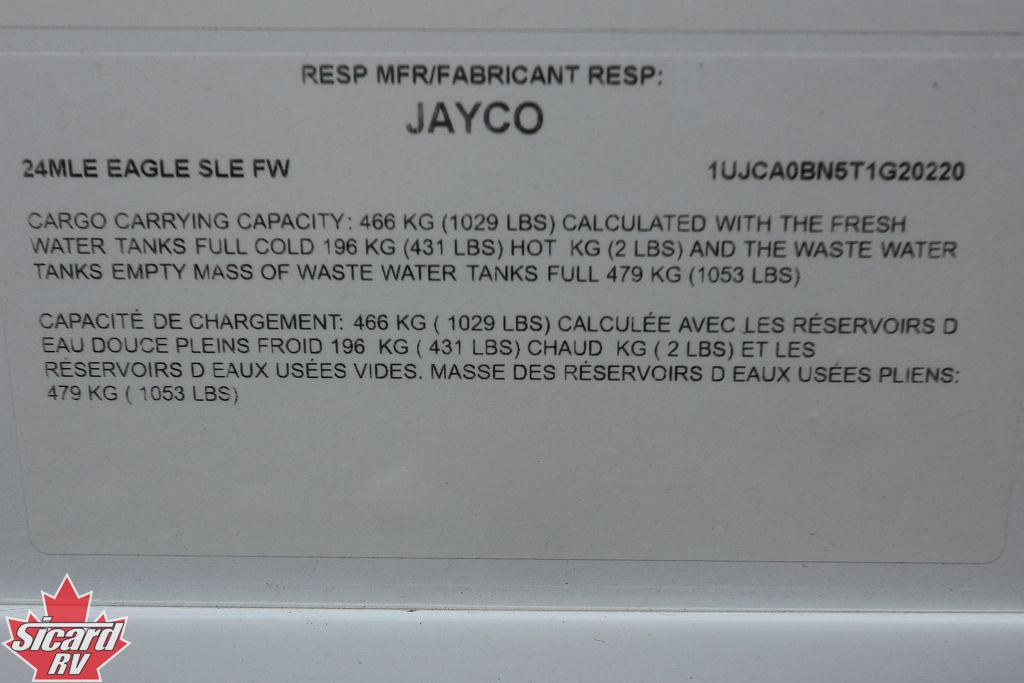 RESP MFR/FABRICANT RESP:
JAYCO
24MLE EAGLE SLE FW 1UJCA0BN5T1G20220
CARGO CARRYING CAPACITY: 466 KG (1029 LBS) CALCULATED WITH THE FRESH
WATER TANKS FULL COLD 196 KG (431 LBS) HOT KG (2 LBS) AND THE WASTE WATER
TANKS EMPTY MASS OF WASTE WATER TANKS FULL 479 KG (1053 LBS)
CAPACITÉ DE CHARGEMENT: 466 KG ( 1029 LBS) CALCULÉE AVEC LES RÉSERVOIRS D
EAU DOUCE PLEINS FROID 196 KG ( 431 LBS) CHAUD KG ( 2 LBS) ET LES
RÉSERVOIRS D EAUX USÉES VIDES. MASSE DES RÉSERVOIRS D EAUX USÉES PLIENS:
479 KG ( 1053 LBS)
Sicard
RV